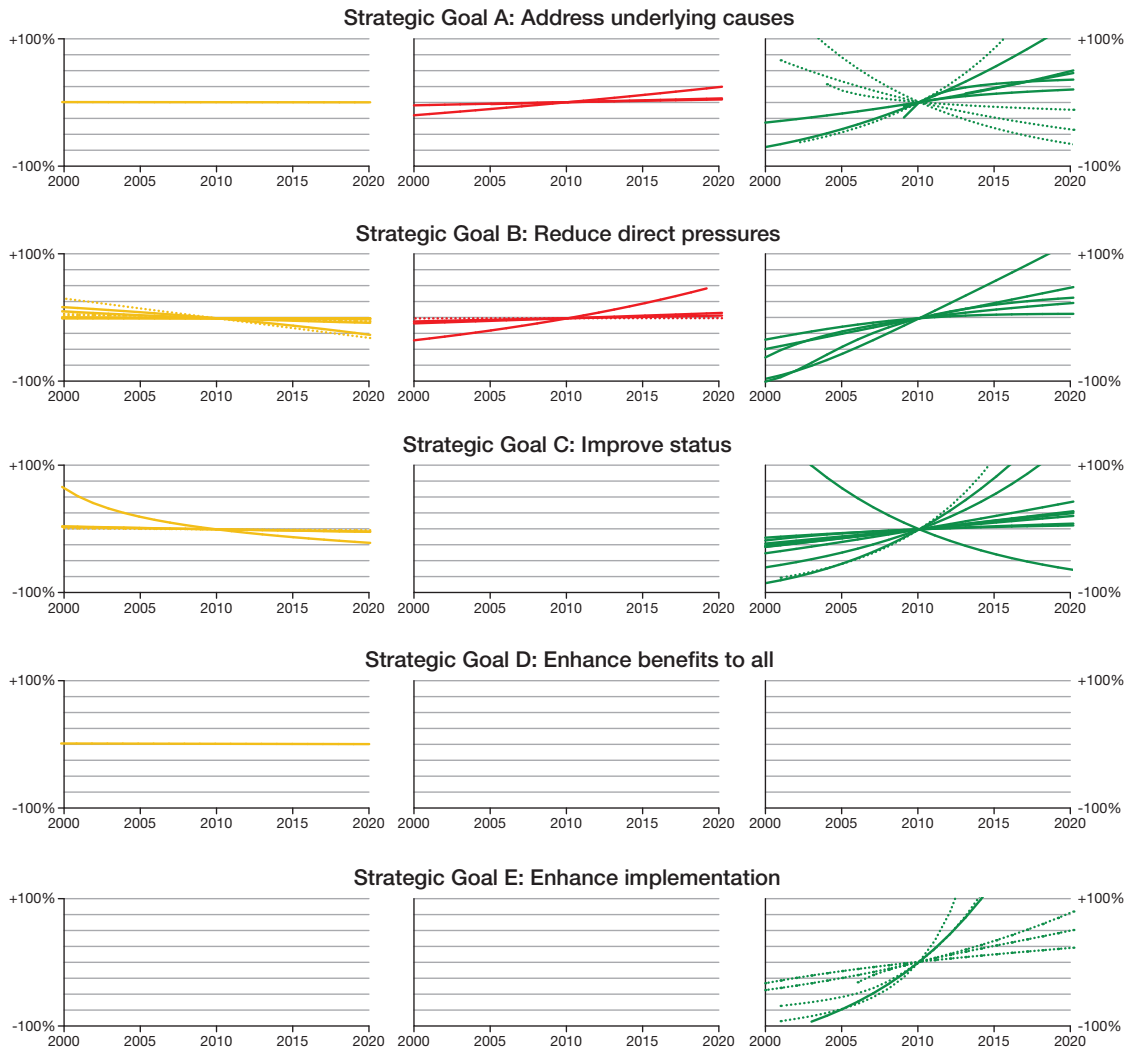 Strategic Goal A: Address underlying causes
+100% +100%
-100% -100%
2000 2005 2010 2015 2020 2000 2005 2010 2015 2020 2000 2005 2010 2015 2020
Strategic Goal B: Reduce direct pressures
+100% +100%
-100% -100%
2000 2005 2010 2015 2020 2000 2005 2010 2015 2020 2000 2005 2010 2015 2020
Strategic Goal C: Improve status
+100% +100%
-100% -100%
2000 2005 2010 2015 2020 2000 2005 2010 2015 2020 2000 2005 2010 2015 2020
Strategic Goal D: Enhance benefits to all
+100% +100%
-100% -100%
2000 2005 2010 2015 2020 2000 2005 2010 2015 2020 2000 2005 2010 2015 2020
Strategic Goal E: Enhance implementation
+100% +100%
-100% -100%
2000 2005 2010 2015 2020 2000 2005 2010 2015 2020 2000 2005 2010 2015 2020